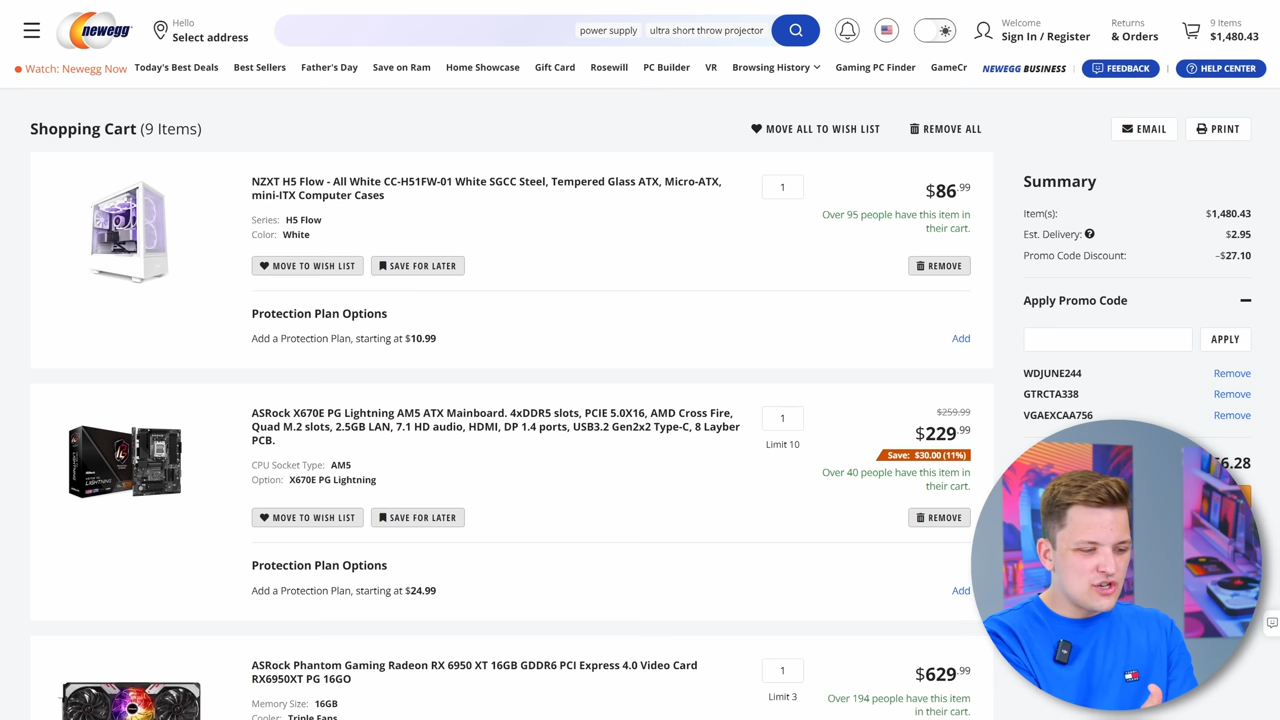 newegg
Hello
Select address
power supply
ultra short throw projector
Welcome
Sign In / Register
Returns
& Orders
9 Items
$1,480.43
Watch: Newegg Now
Today's Best Deals
Best Sellers
Father's Day
Save on Ram
Home Showcase
Gift Card
Rosewill
PC Builder
VR
Browsing History
Gaming PC Finder
GameCr
NEWEGG BUSINESS
FEEDBACK
HELP CENTER
Shopping Cart (9 Items)
MOVE ALL TO WISH LIST
REMOVE ALL
EMAIL
PRINT
NZXT H5 Flow - All White CC-H51FW-01 White SGCC Steel, Tempered Glass ATX, Micro-ATX,
mini-ITX Computer Cases
Series: H5 Flow
Color: White
1
$86.99
Over 95 people have this item in
their cart.
MOVE TO WISH LIST
SAVE FOR LATER
REMOVE
Protection Plan Options
Add a Protection Plan, starting at $10.99
Add
ASRock X670E PG Lightning AM5 ATX Mainboard. 4xDDR5 slots, PCIE 5.0X16, AMD Cross Fire,
Quad M.2 slots, 2.5GB LAN, 7.1 HD audio, HDMI, DP 1.4 ports, USB3.2 Gen2x2 Type-C, 8 Layber
PCB.
CPU Socket Type: AM5
Option: X670E PG Lightning
1
Limit 10
$259.99
$229.99
Save: $30.00 (11%)
Over 40 people have this item in
their cart.
MOVE TO WISH LIST
SAVE FOR LATER
REMOVE
Protection Plan Options
Add a Protection Plan, starting at $24.99
Add
ASRock Phantom Gaming Radeon RX 6950 XT 16GB GDDR6 PCI Express 4.0 Video Card
RX6950XT PG 16GO
Memory Size: 16GB
Cooler: Triple Fans
1
Limit 3
$629.99
Over 194 people have this item
in their cart.
Summary
Item(s): $1,480.43
Est. Delivery: $2.95
Promo Code Discount: –$27.10
Apply Promo Code
APPLY
WDJUNE244 Remove
GTRCTA338 Remove
VGAEXCAA756 Remove
6.28